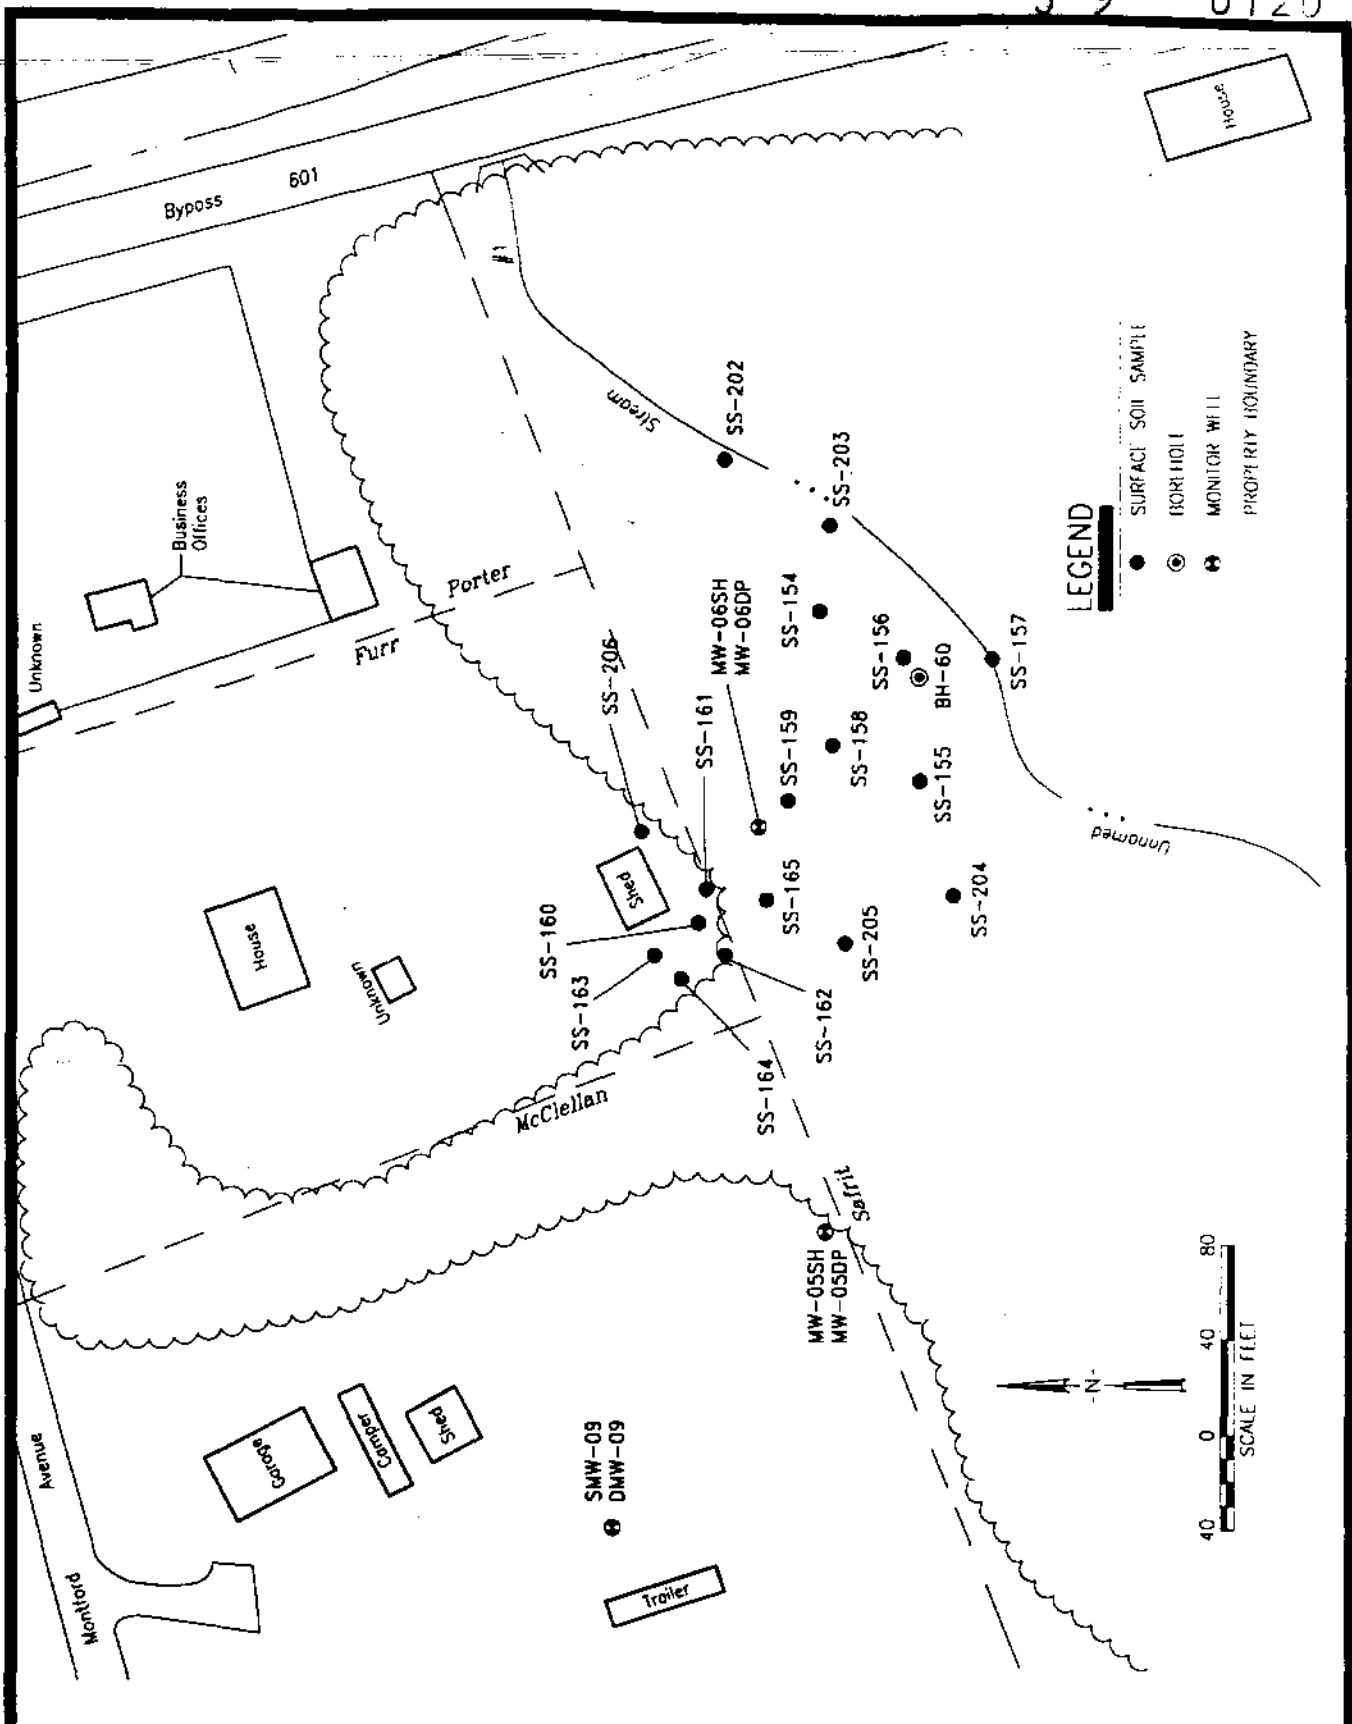 Bypass 601
#1
Stream
House
Business
Offices
Unknown
Furr
Porter
SS-202
SS-203
SS-206
SS-161
MW-06SH
MW-06DP
SS-154
SS-156
BH-60
SS-157
SS-159
SS-158
SS-155
Unnamed
Shed
SS-165
SS-204
SS-205
House
Unknown
SS-160
SS-163
SS-162
SS-164
McClellan
Safrit
MW-05SH
MW-05DP
Garage
Camper
Shed
SMW-09
DMW-09
Trailer
Montford
Avenue
LEGEND
SURFACE SOIL SAMPLE
BOREHOLE
MONITOR WELL
PROPERTY BOUNDARY
-N-
40 0 40 80
SCALE IN FEET